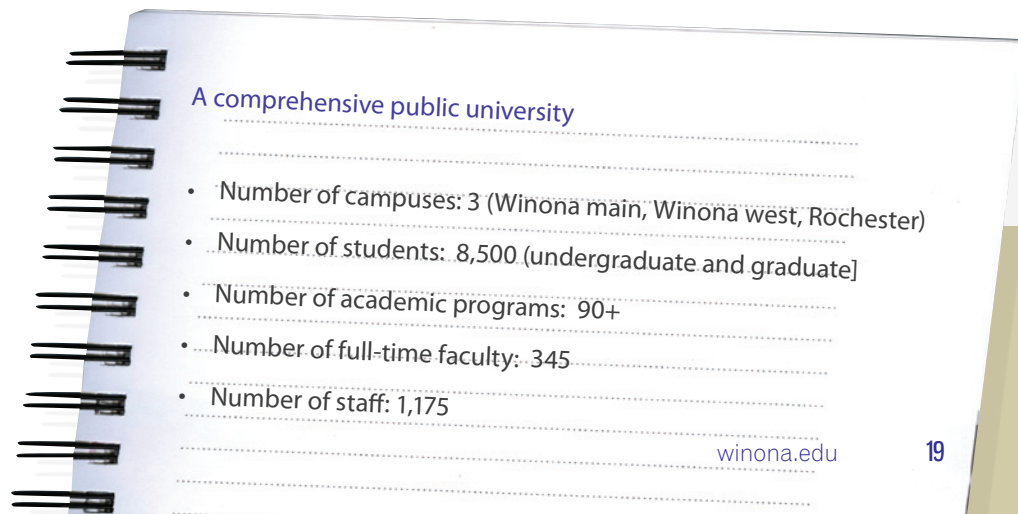 A comprehensive public university
• Number of campuses: 3 (Winona main, Winona west, Rochester)
• Number of students: 8,500 (undergraduate and graduate]
• Number of academic programs: 90+
• Number of full-time faculty: 345
• Number of staff: 1,175
winona.edu 19